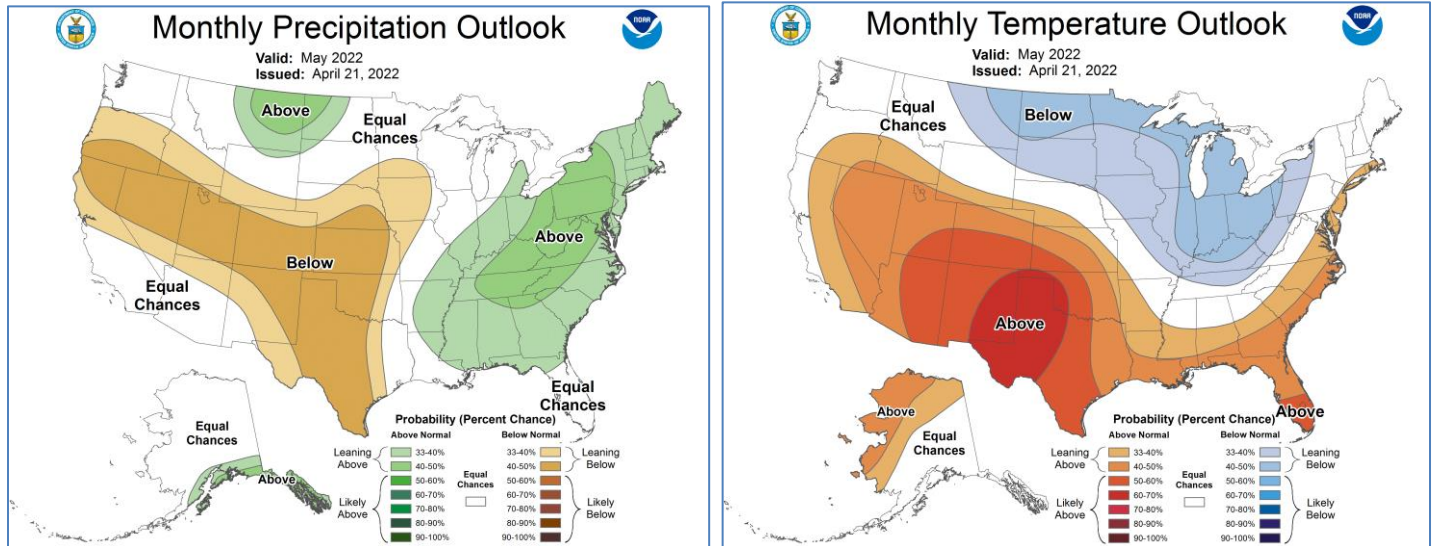 Monthly Precipitation Outlook
NOAA
Valid: May 2022
Issued: April 21, 2022
Above
Equal
Chances
Below
Above
Equal
Chances
Equal
Chances
Equal
Chances
Above
Probability (Percent Chance)
Above Normal
Below Normal
Leaning
Above
33-40%
40-50%
Likely
Above
50-60%
60-70%
70-80%
80-90%
90-100%
Equal
Chances
33-40%
40-50%
Leaning
Below
50-60%
60-70%
70-80%
80-90%
90-100%
Likely
Below
Monthly Temperature Outlook
NOAA
Valid: May 2022
Issued: April 21, 2022
Equal
Chances
Below
Above
Above
Above
Equal
Chances
Probability (Percent Chance)
Above Normal
Below Normal
Leaning
Above
33-40%
40-50%
Likely
Above
50-60%
60-70%
70-80%
80-90%
90-100%
Equal
Chances
33-40%
40-50%
Leaning
Below
50-60%
60-70%
70-80%
80-90%
90-100%
Likely
Below